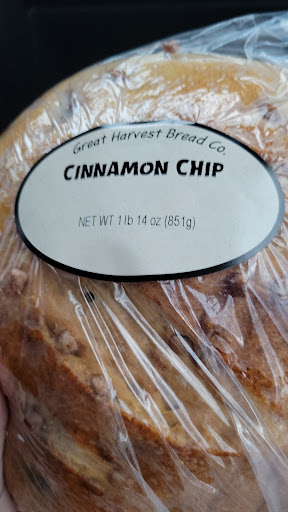 Great Harvest Bread Co.
CINNAMON CHIP
NET WT 1 lb 14 oz (851g)